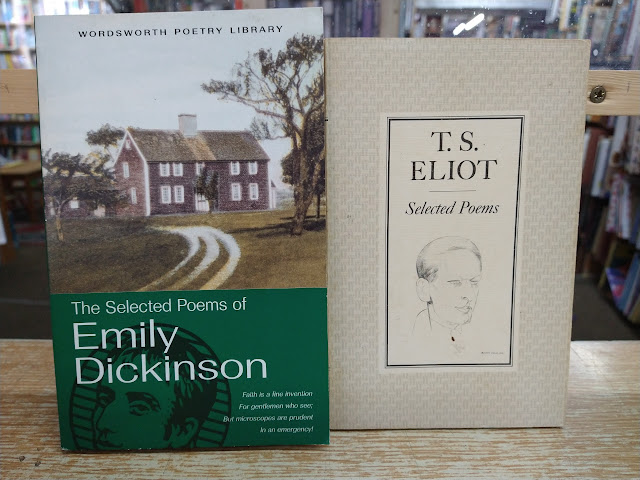 WORDSWORTH POETRY LIBRARY
The Selected Poems of
Emily
Dickinson
Faith is a fine invention
For gentlemen who see;
But microscopes are prudent
In an emergency!
T. S.
ELIOT
Selected Poems